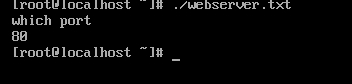 [root@localhost ~]# ./webserver.txt
which port
80
[root@localhost ~]# _